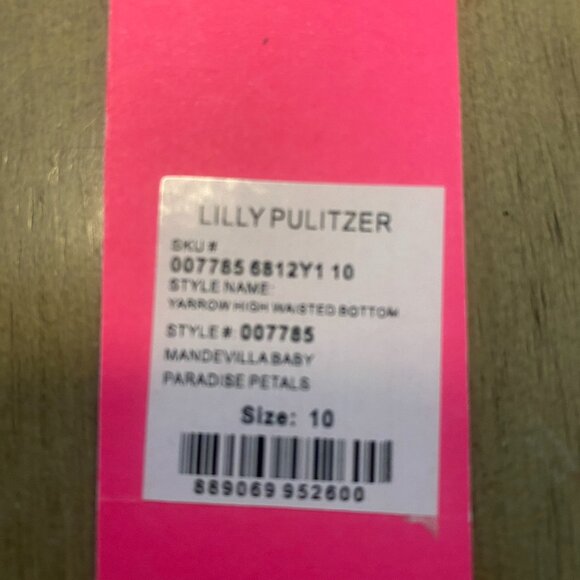 LILLY PULITZER
SKU #
007785 6812Y1 10
STYLE NAME:
YARROW HIGH WAISTED BOTTOM
STYLE #: 007785
MANDEVILLA BABY
PARADISE PETALS
Size: 10
889069 952600